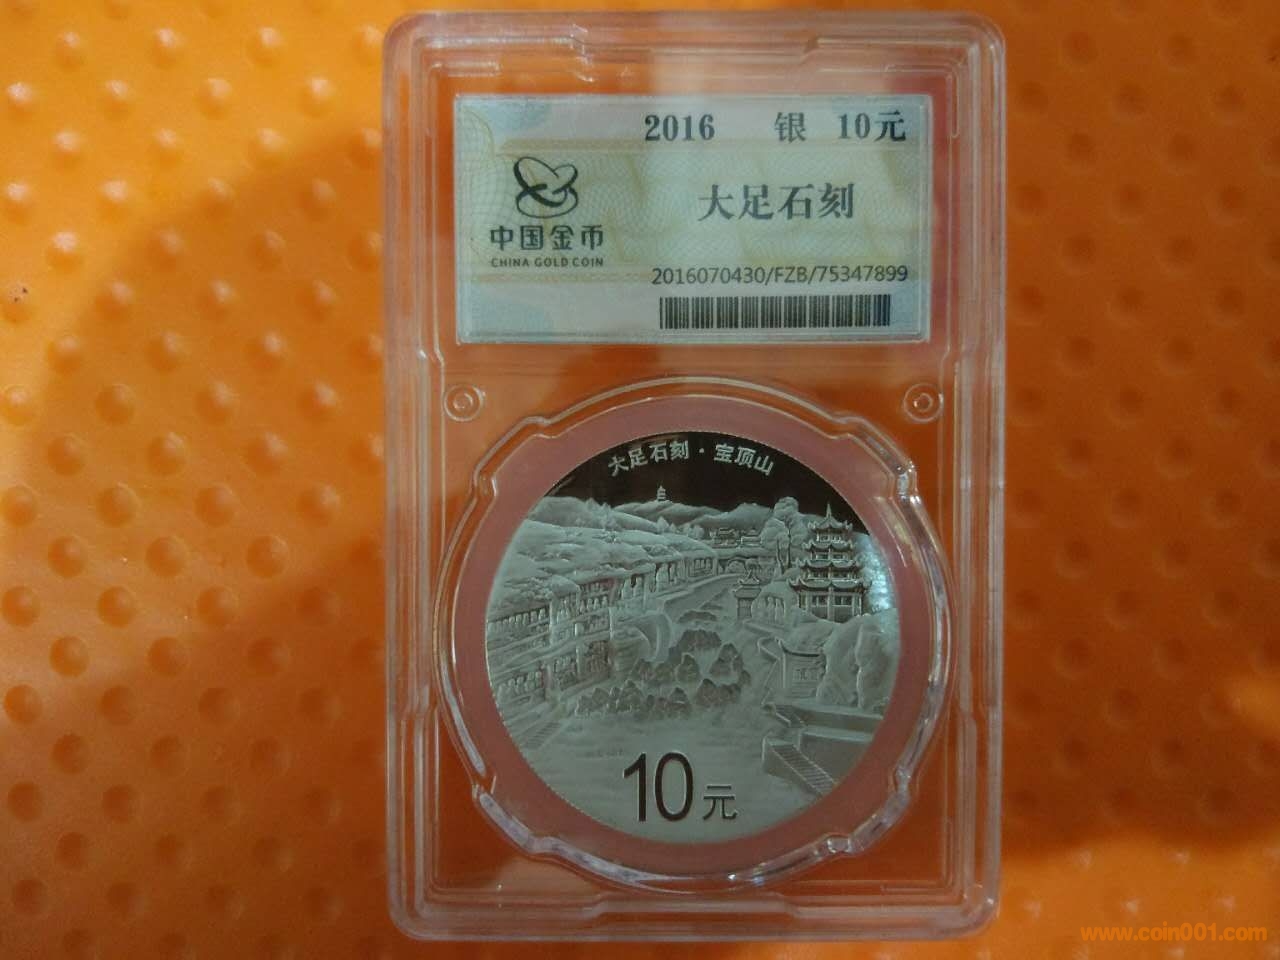 2016 银 10元
大足石刻
中国金币
CHINA GOLD COIN
2016070430/FZB/75347899
大足石刻·宝顶山
10元
www.coin001.com